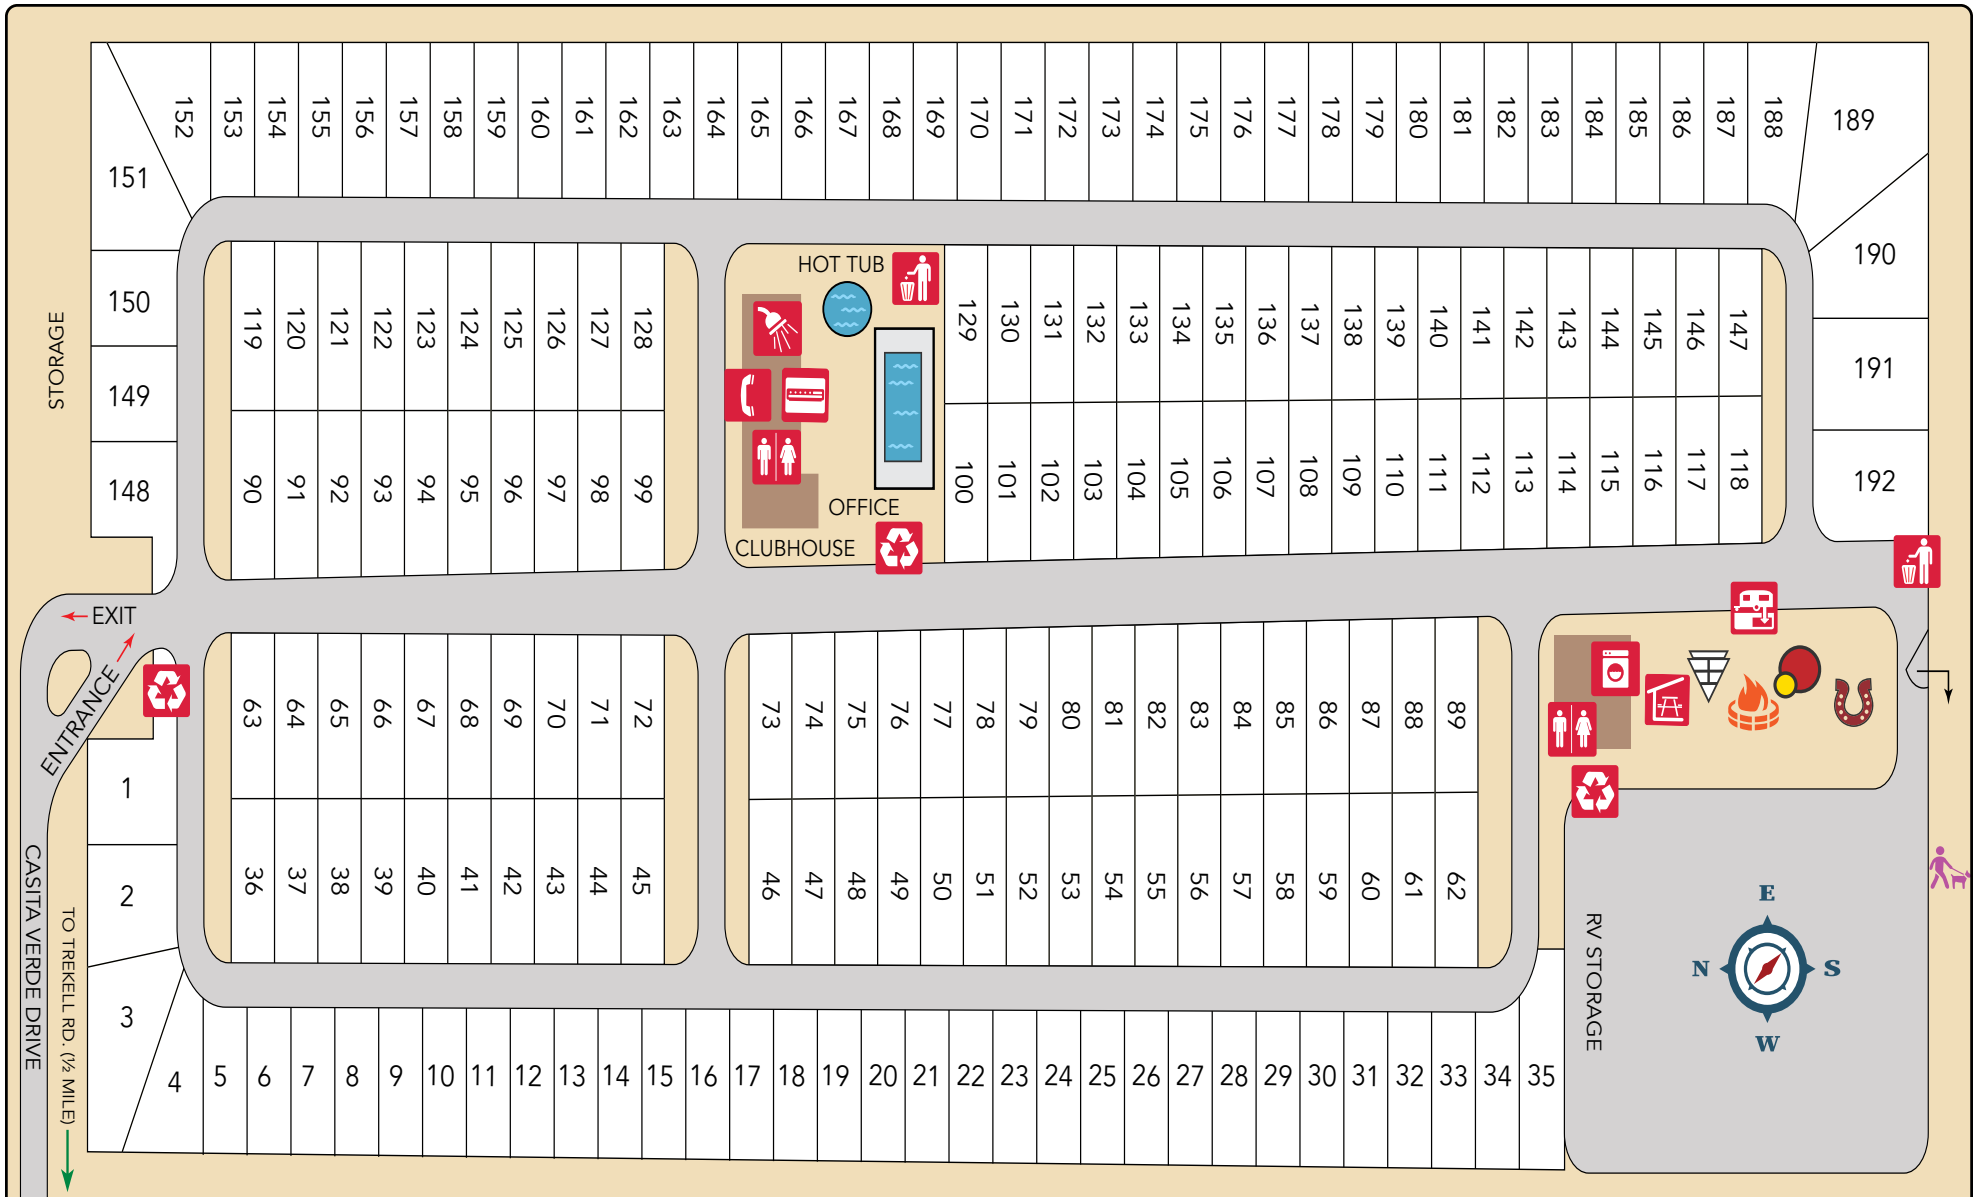 152 153 154 155 156 157 158 159 160 161 162 163 164 165 166 167 168 169 170 171 172 173 174 175 176 177 178 179 180 181 182 183 184 185 186 187 188 189
151
150
149
148
190
191
192
STORAGE
119 120 121 122 123 124 125 126 127 128
HOT TUB
129 130 131 132 133 134 135 136 137 138 139 140 141 142 143 144 145 146 147
90 91 92 93 94 95 96 97 98 99
OFFICE
CLUBHOUSE
100 101 102 103 104 105 106 107 108 109 110 111 112 113 114 115 116 117 118
EXIT
ENTRANCE
63 64 65 66 67 68 69 70 71 72
73 74 75 76 77 78 79 80 81 82 83 84 85 86 87 88 89
1
2
3
36 37 38 39 40 41 42 43 44 45
46 47 48 49 50 51 52 53 54 55 56 57 58 59 60 61 62
CASITA VERDE DRIVE
TO TREKELL RD. (½ MILE)
4 5 6 7 8 9 10 11 12 13 14 15 16 17 18 19 20 21 22 23 24 25 26 27 28 29 30 31 32 33 34 35
RV STORAGE
E
N S
W